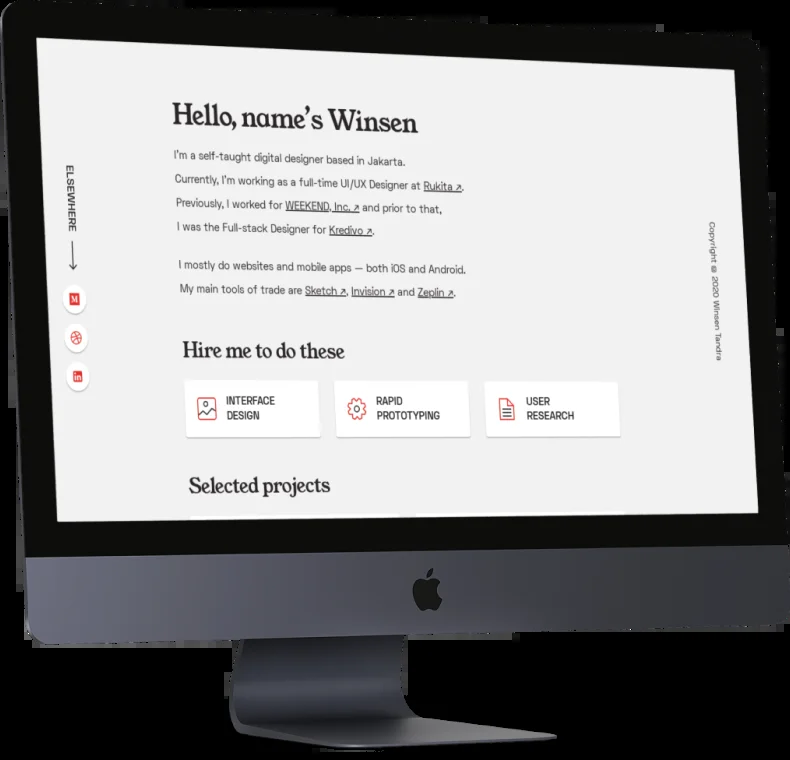 Hello, name's Winsen
I'm a self-taught digital designer based in Jakarta.
Currently, I'm working as a full-time UI/UX Designer at Rukita ↗.
Previously, I worked for WEEKEND, Inc. ↗ and prior to that,
I was the Full-stack Designer for Kredivo ↗.
I mostly do websites and mobile apps — both iOS and Android.
My main tools of trade are Sketch ↗, Invision ↗ and Zeplin ↗.
ELSEWHERE →
M
in
Hire me to do these
INTERFACE
DESIGN
RAPID
PROTOTYPING
USER
RESEARCH
Selected projects
Copyright © 2020 Winsen Tandra